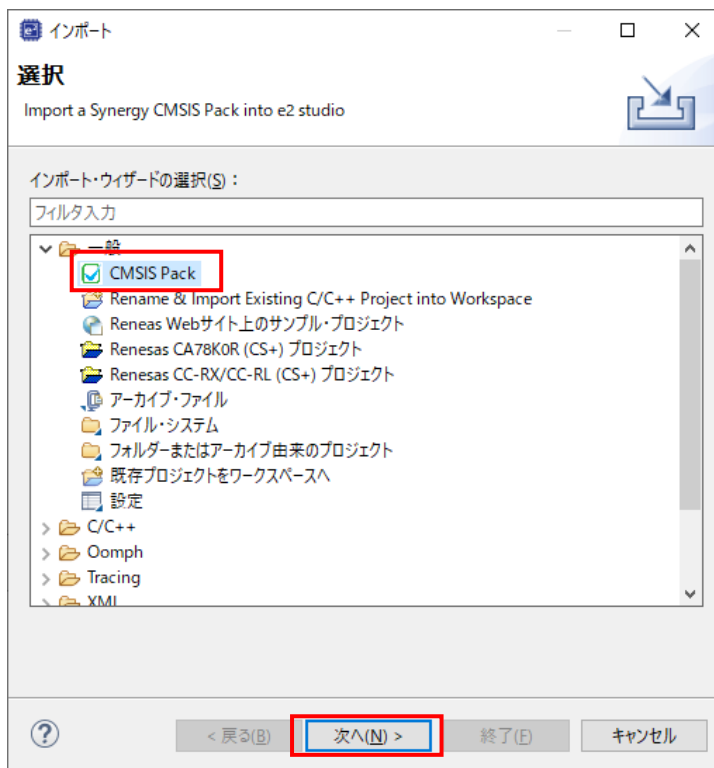 インポート
選択
Import a Synergy CMSIS Pack into e2 studio
インポート・ウィザードの選択(S)：
フィルタ入力
一般
CMSIS Pack
Rename & Import Existing C/C++ Project into Workspace
Reneas Webサイト上のサンプル・プロジェクト
Renesas CA78K0R (CS+) プロジェクト
Renesas CC-RX/CC-RL (CS+) プロジェクト
アーカイブ・ファイル
ファイル・システム
フォルダーまたはアーカイブ由来のプロジェクト
既存プロジェクトをワークスペースへ
設定
C/C++
Oomph
Tracing
XML
< 戻る(B) 次へ(N) > 終了(F) キャンセル